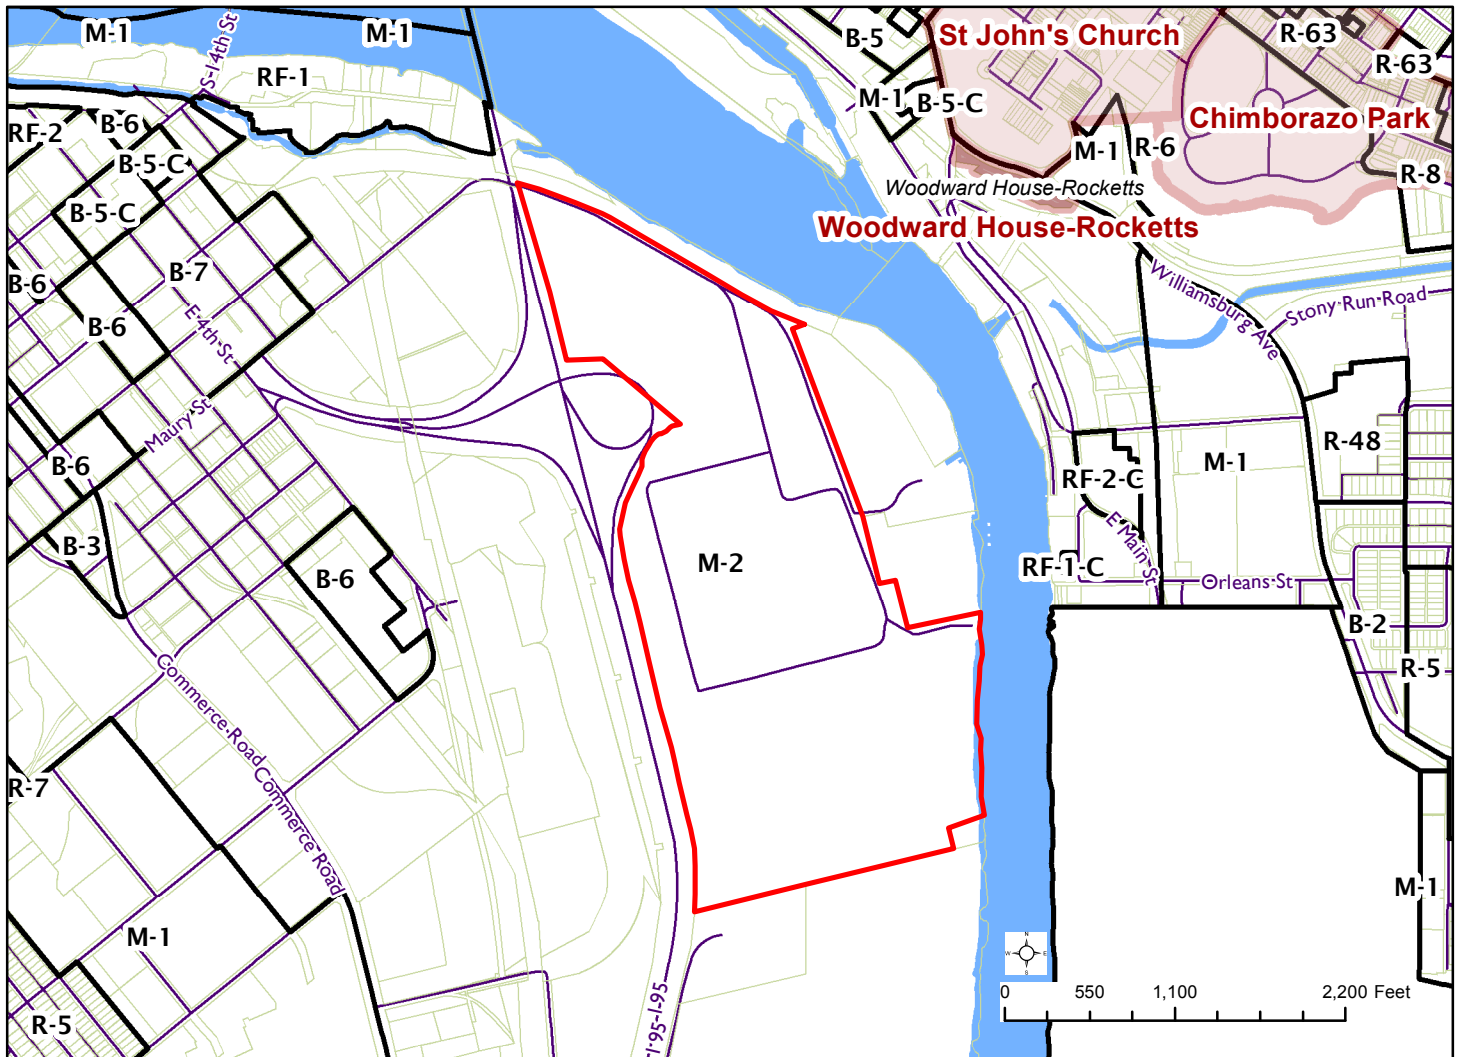 M-1
M-1
S 14th St
RF-1
B-5
St John's Church
R-63
R-63
M-1
B-5-C
RF-2
B-6
Chimborazo Park
B-5-C
M-1
R-6
R-8
Woodward House-Rocketts
B-5-C
Woodward House-Rocketts
B-6
B-7
Williamsburg Ave
Stony Run Road
B-6
E 4th St
Maury St
R-48
B-6
M-1
RF-2-C
B-3
E Main St
M-2
B-6
RF-1-C
Orleans St
B-2
R-5
Commerce Road
R-7
Commerce Road
M-1
M-1
N
W E
S
0 550 1,100 2,200 Feet
I-95
I-95
R-5